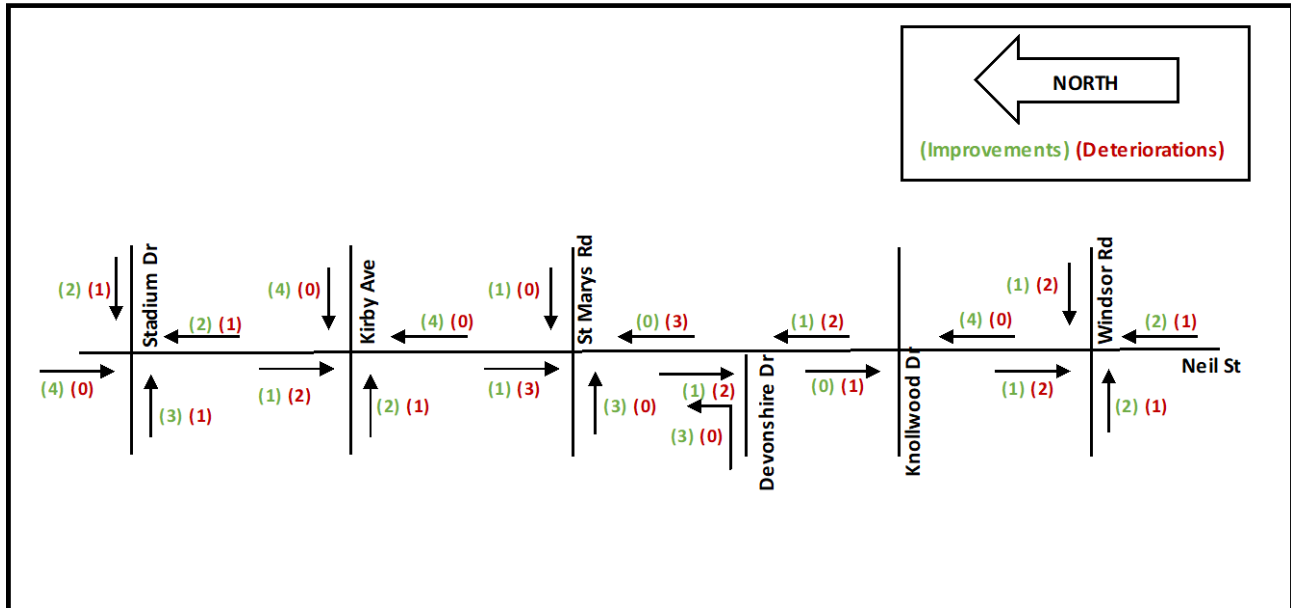 NORTH
(Improvements) (Deteriorations)
Stadium Dr
Kirby Ave
St Marys Rd
Windsor Rd
(2) (1)
(4) (0)
(1) (0)
(1) (2)
(2) (1)
(4) (0)
(0) (3)
(1) (2)
(4) (0)
(2) (1)
Neil St
(4) (0)
(1) (2)
(1) (3)
(1) (2)
(0) (1)
(1) (2)
(3) (1)
(2) (1)
(3) (0)
(3) (0)
(2) (1)
Devonshire Dr
Knollwood Dr